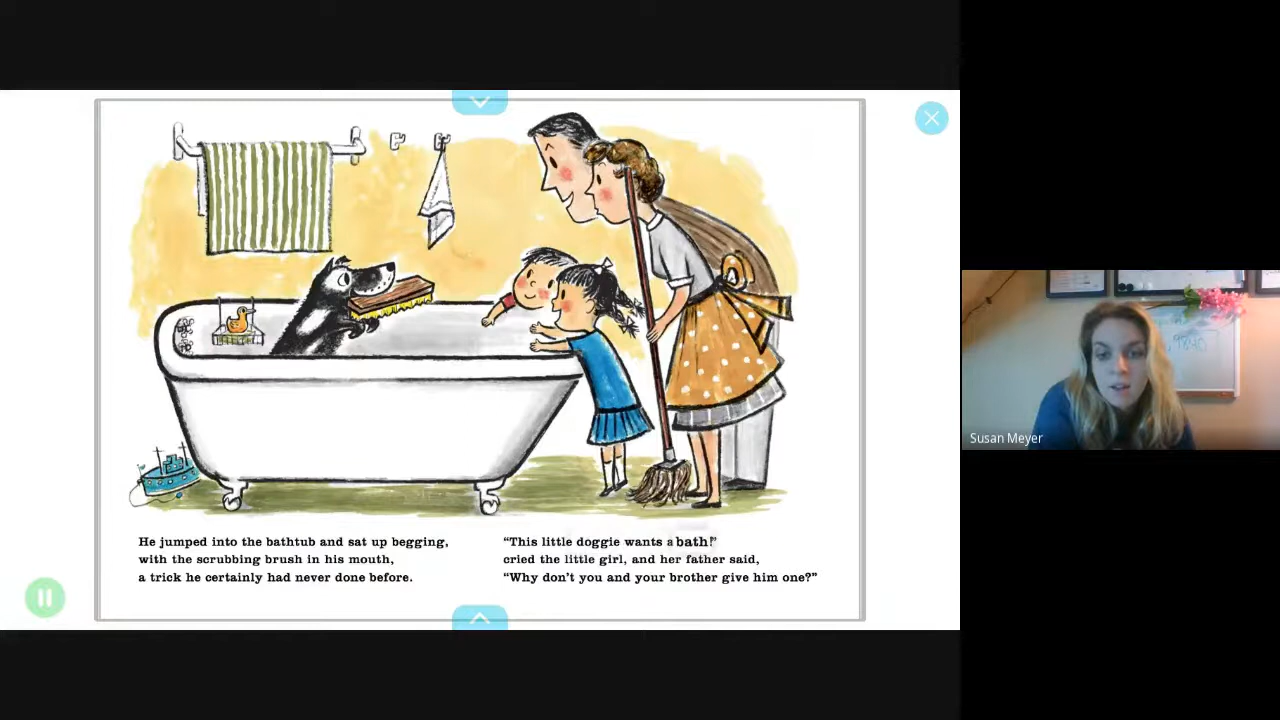 He jumped into the bathtub and sat up begging,
with the scrubbing brush in his mouth,
a trick he certainly had never done before.
“This little doggie wants a bath!”
cried the little girl, and her father said,
“Why don’t you and your brother give him one?”
Susan Meyer